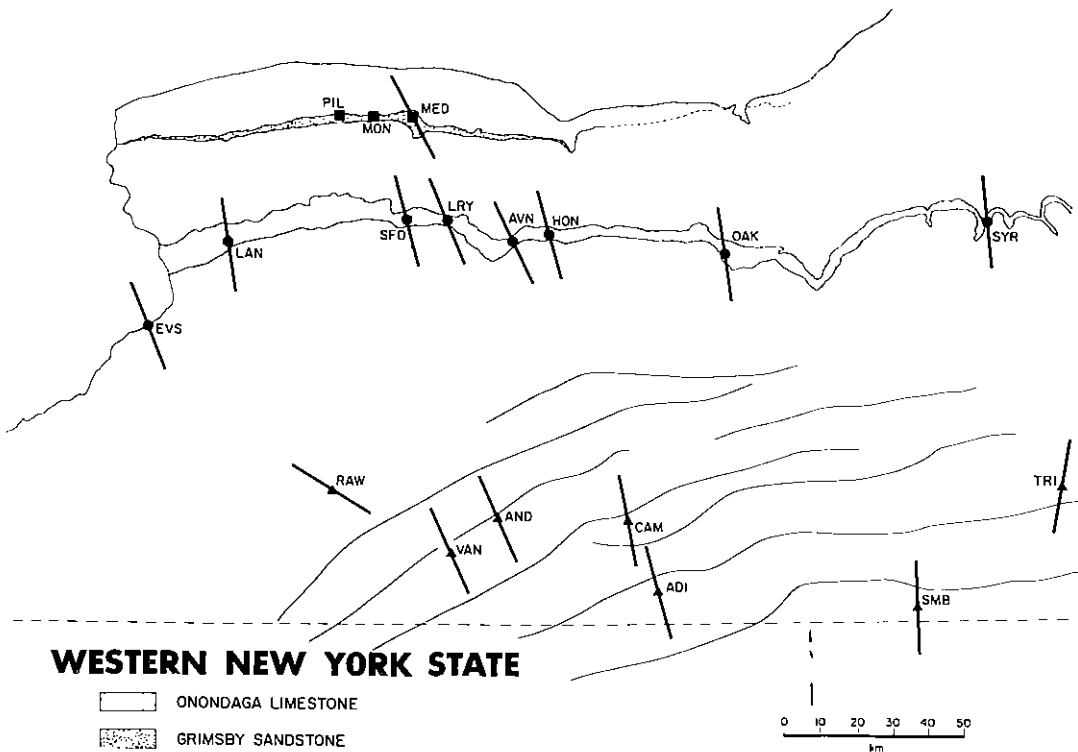 PIL
MED
MON
LRY
SFD
AVN
HON
LAN
OAK
SYR
EVS
RAW
TRI
AND
CAM
VAN
ADI
SMB
WESTERN NEW YORK STATE
ONONDAGA LIMESTONE
GRIMSBY SANDSTONE
0 10 20 30 40 50
km